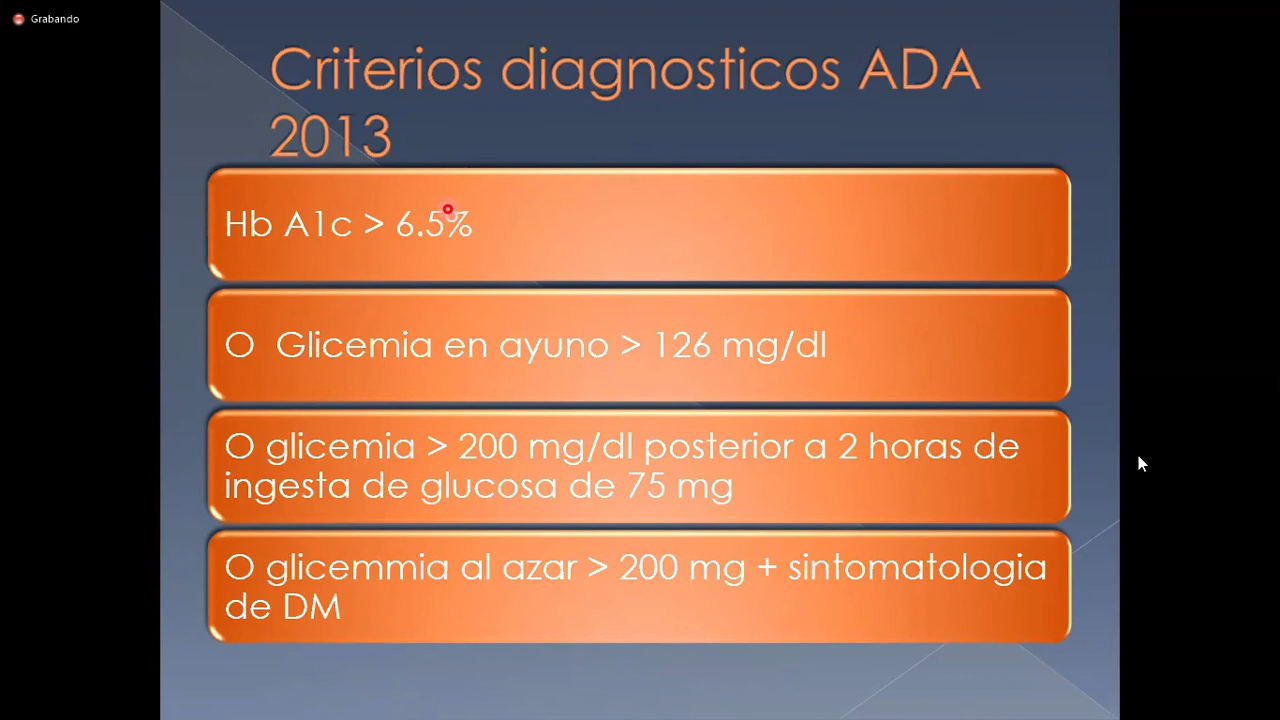 Grabando
Criterios diagnosticos ADA
2013
Hb A1c > 6.5%
O  Glicemia en ayuno > 126 mg/dl
O glicemia > 200 mg/dl posterior a 2 horas de
ingesta de glucosa de 75 mg
O glicemmia al azar > 200 mg + sintomatologia
de DM